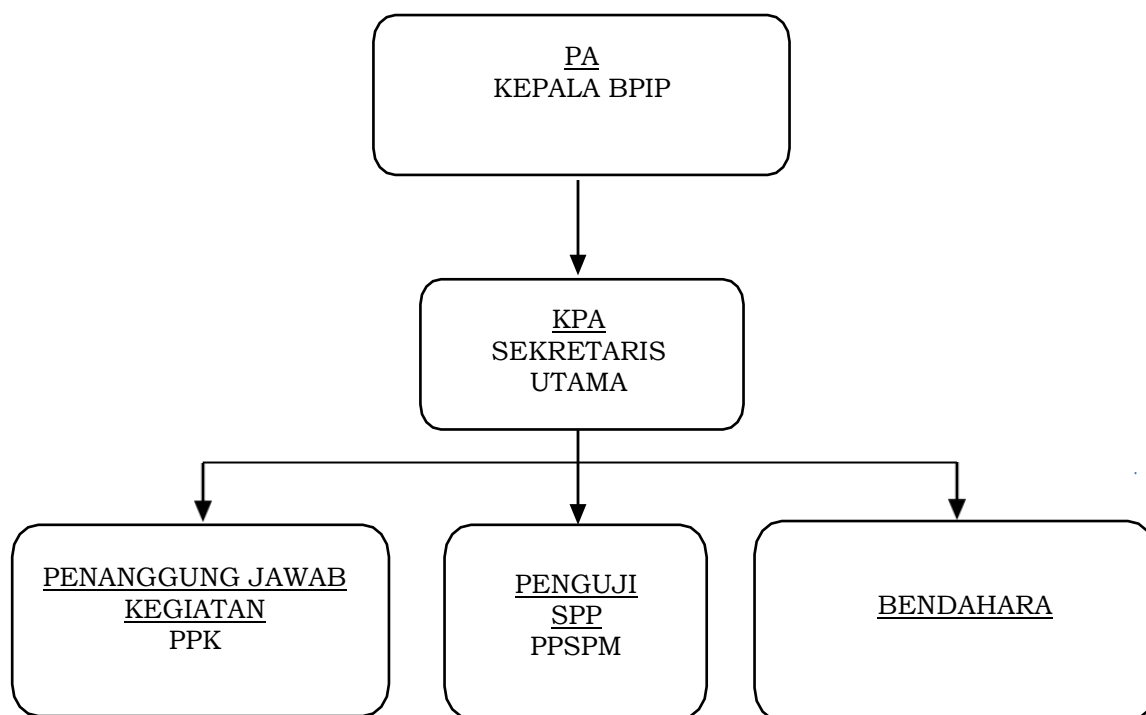 PA
KEPALA BPIP
KPA
SEKRETARIS
UTAMA
PENANGGUNG JAWAB
KEGIATAN
PPK
PENGUJI
SPP
PPSPM
BENDAHARA